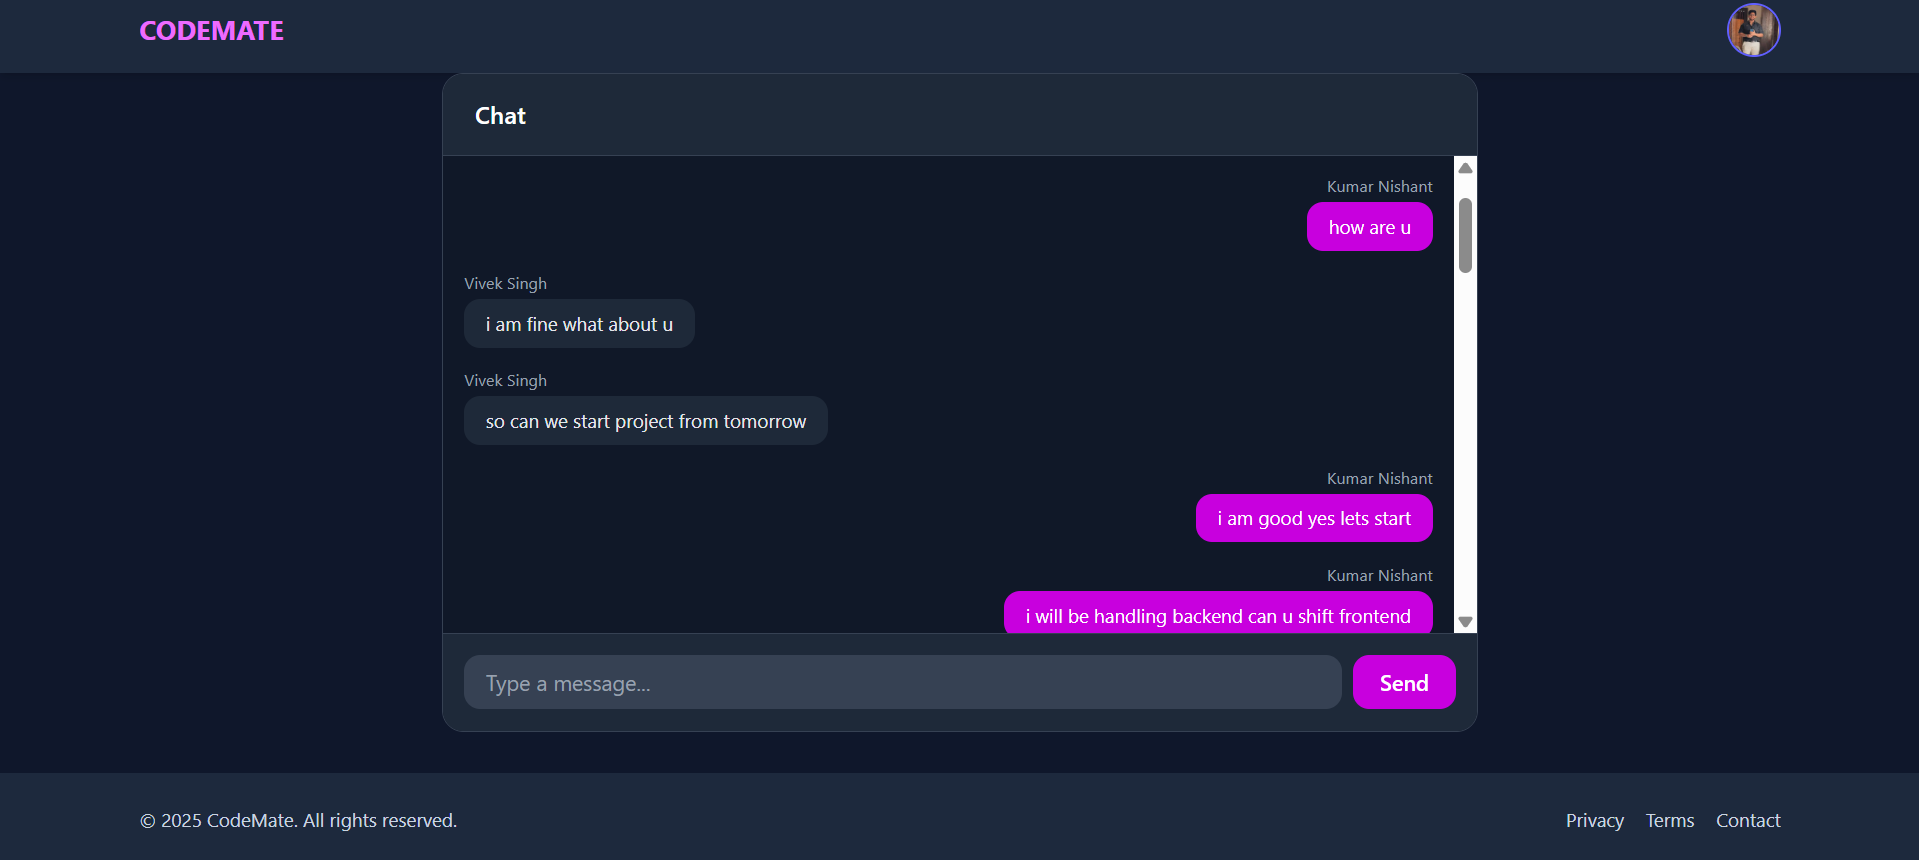 CODEMATE
Chat
Kumar Nishant
how are u
Vivek Singh
i am fine what about u
Vivek Singh
so can we start project from tomorrow
Kumar Nishant
i am good yes lets start
Kumar Nishant
i will be handling backend can u shift frontend
Type a message...
Send
© 2025 CodeMate. All rights reserved.
Privacy Terms Contact